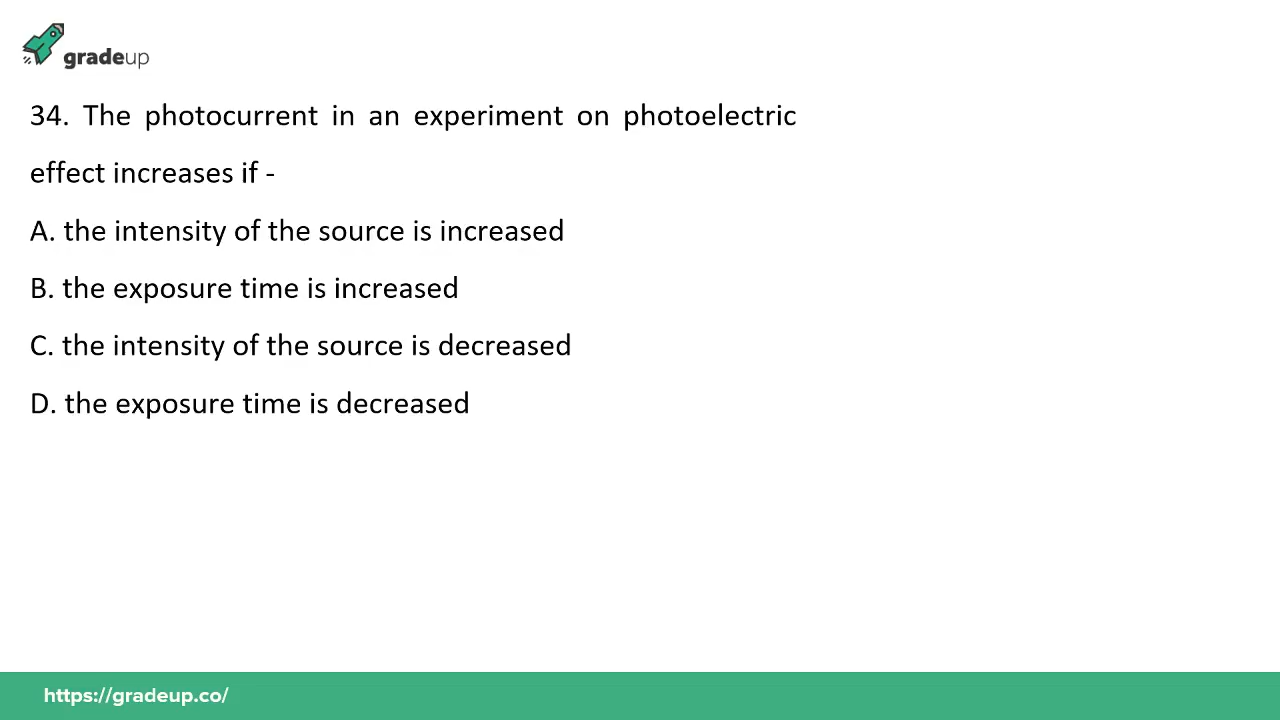 gradeup
34. The photocurrent in an experiment on photoelectric
effect increases if -
A. the intensity of the source is increased
B. the exposure time is increased
C. the intensity of the source is decreased
D. the exposure time is decreased
https://gradeup.co/